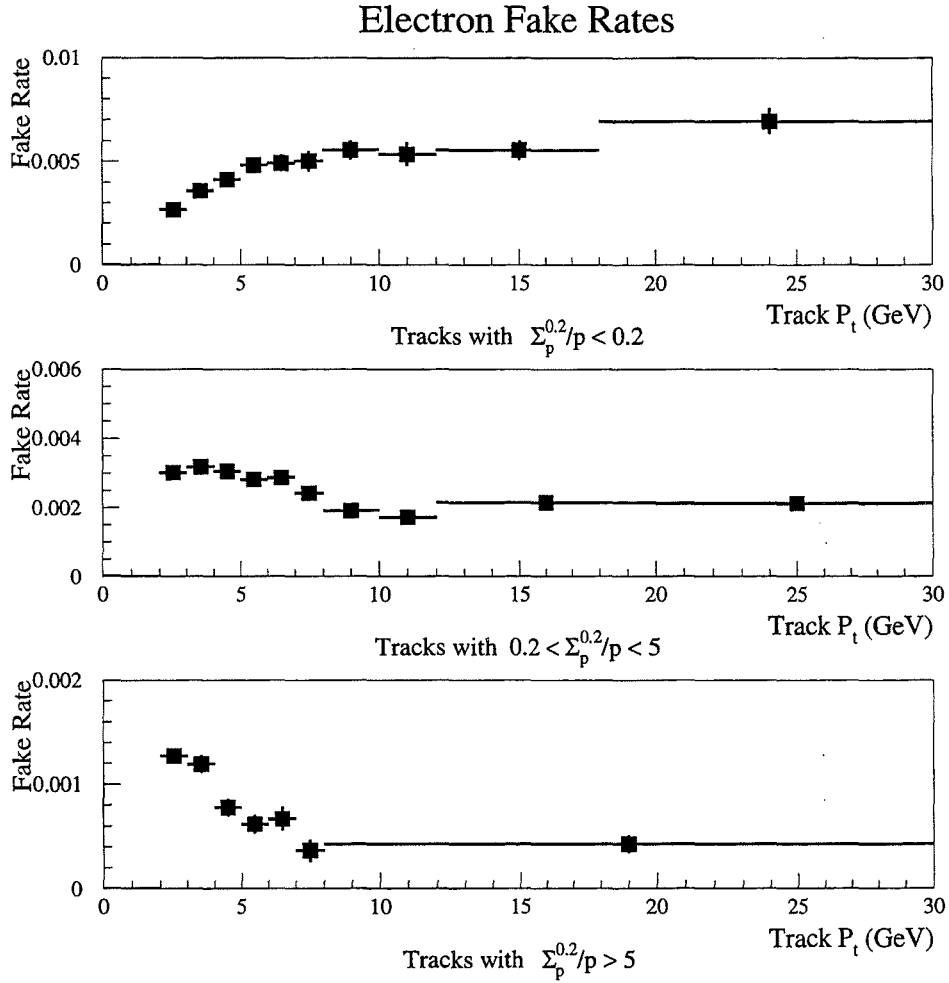 Electron Fake Rates
Fake Rate
0.01
0.005
0
0 5 10 15 20 25 30
Track P_t (GeV)
Tracks with Σ_p^0.2/p < 0.2
Fake Rate
0.006
0.004
0.002
0
0 5 10 15 20 25 30
Track P_t (GeV)
Tracks with 0.2 < Σ_p^0.2/p < 5
Fake Rate
0.002
0.001
0
0 5 10 15 20 25 30
Track P_t (GeV)
Tracks with Σ_p^0.2/p > 5